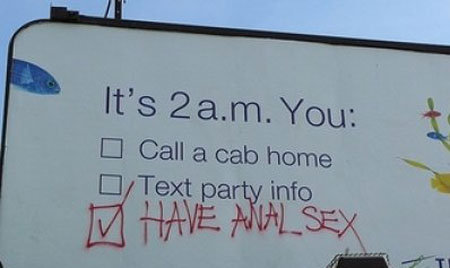 It's 2 a.m. You:
☐ Call a cab home
☐ Text party info
☑ HAVE ANAL SEX